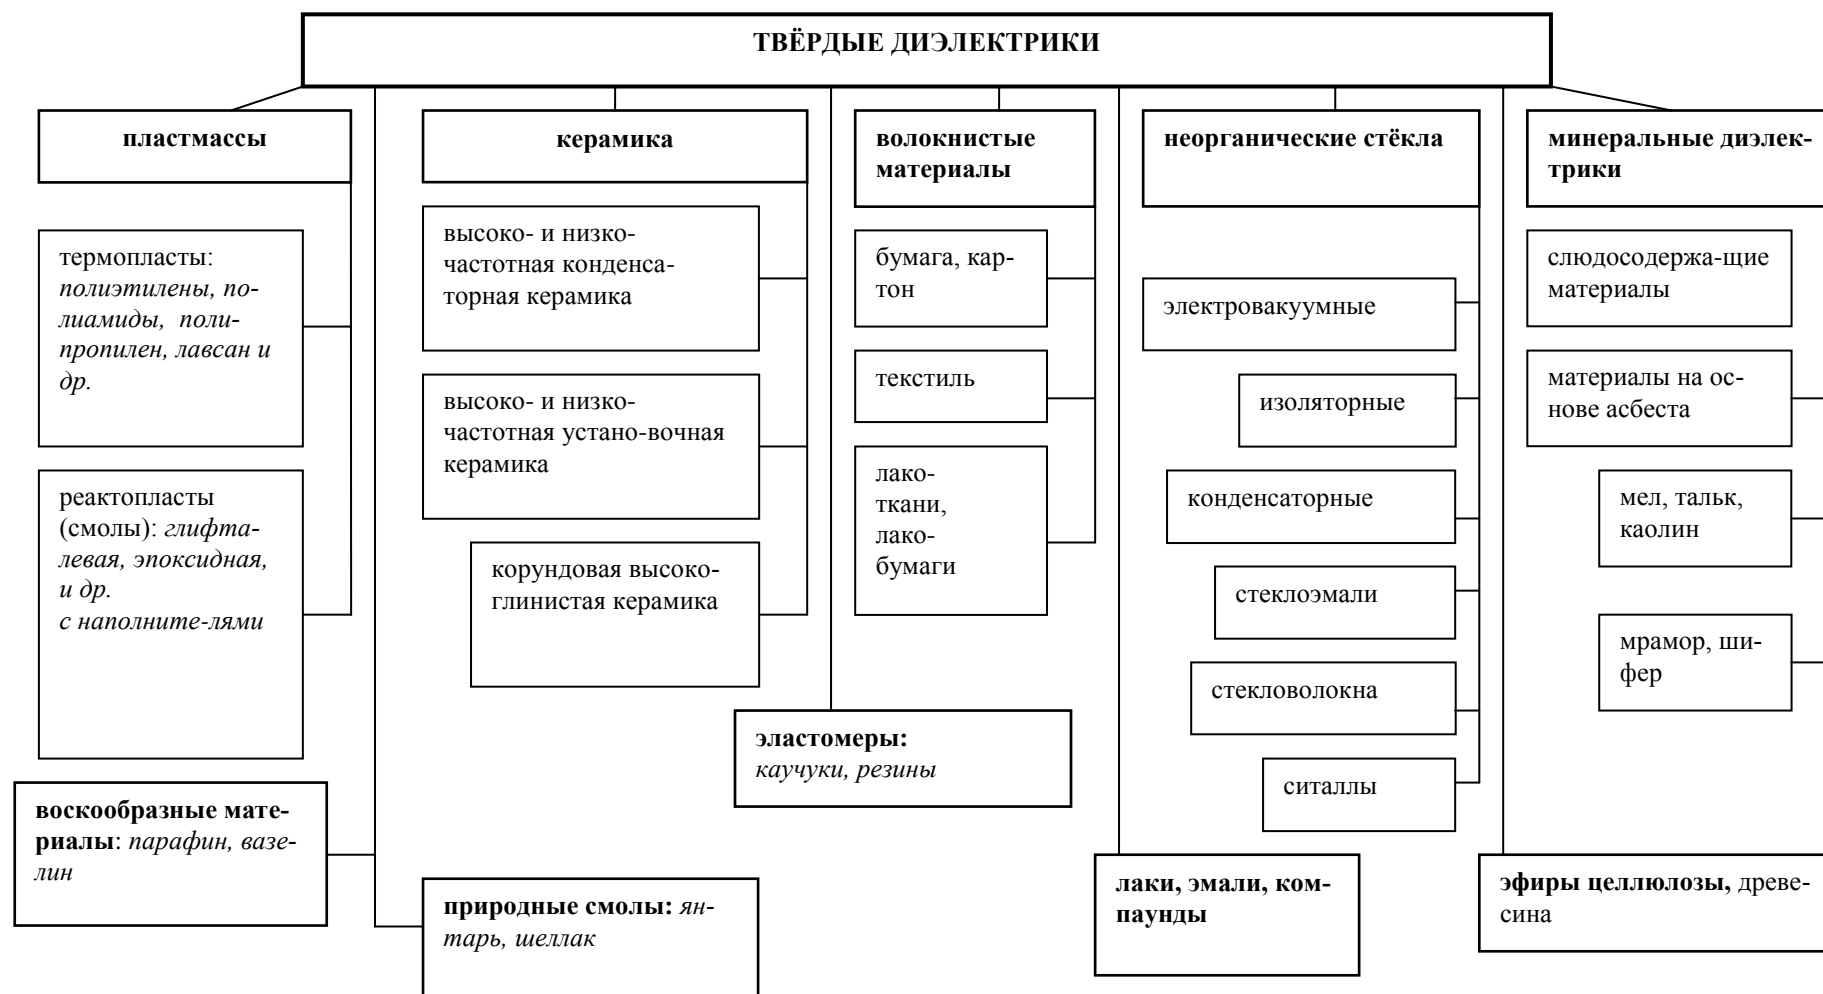 ТВЁРДЫЕ ДИЭЛЕКТРИКИ
пластмассы
термопласты:
полиэтилены, по-
лиамиды, поли-
пропилен, лавсан и
др.
реактопласты
(смолы): глифта-
левая, эпоксидная,
и др.
с наполните-лями
воскообразные мате-
риалы: парафин, вазе-
лин
керамика
высоко- и низко-
частотная конденса-
торная керамика
высоко- и низко-
частотная устано-вочная
керамика
корундовая высоко-
глинистая керамика
природные смолы: ян-
тарь, шеллак
волокнистые
материалы
бумага, кар-
тон
текстиль
лако-
ткани,
лако-
бумаги
эластомеры:
каучуки, резины
неорганические стёкла
электровакуумные
изоляторные
конденсаторные
стеклоэмали
стекловолокна
ситаллы
лаки, эмали, ком-
паунды
минеральные диэлек-
трики
слюдосодержа-щие
материалы
материалы на ос-
нове асбеста
мел, тальк,
каолин
мрамор, ши-
фер
эфиры целлюлозы, древе-
сина